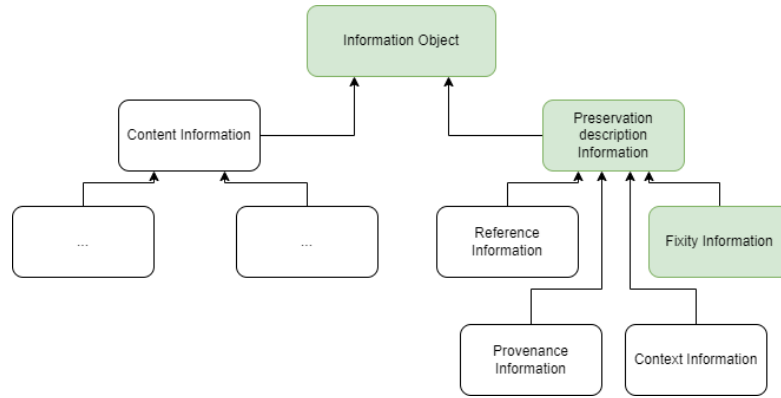 Information Object
Content Information
Preservation
description
Information
...
...
Reference
Information
Fixity Information
Provenance
Information
Context Information